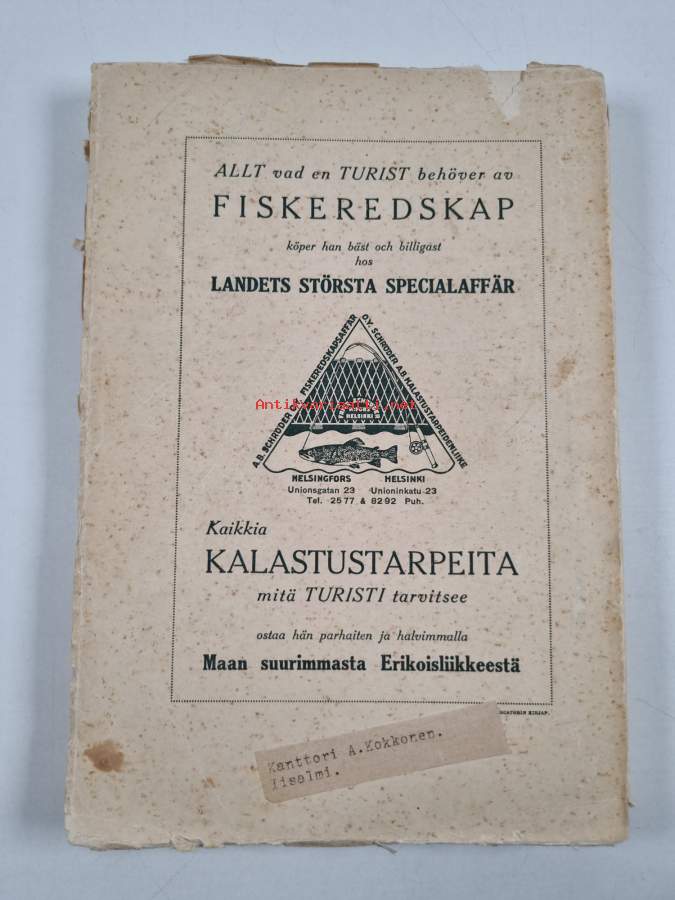 ALLT vad en TURIST behöver av
FISKEREDSKAP
köper han bäst och billigast
hos
LANDETS STÖRSTA SPECIALAFFÄR
A.B. SCHRÖDER FISKEREDSKAPSAFFÄR
O.Y. SCHRÖDER A.B. KALASTUSTARPEIDENLIIKE
Antikvariaatti.net
HELSINKI
HELSINGFORS HELSINKI
Unionsgatan 23 Unioninkatu 23
Tel. 2577 & 8292 Puh.
Kaikkia
KALASTUSTARPEITA
mitä TURISTI tarvitsee
ostaa hän parhaiten ja halvimmalla
Maan suurimmasta Erikoisliikkeestä
KIRJAP.
Kanttori A.Kokkonen.
Iisalmi.